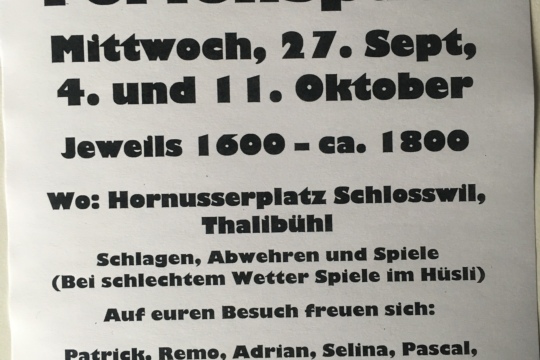 Mittwoch, 27. Sept,
4. und 11. Oktober
Jeweils 1600 – ca. 1800
Wo: Hornusserplatz Schlosswil,
Thalibühl
Schlagen, Abwehren und Spiele
(Bei schlechtem Wetter Spiele im Hüsli)
Auf euren Besuch freuen sich:
Patrick, Remo, Adrian, Selina, Pascal,